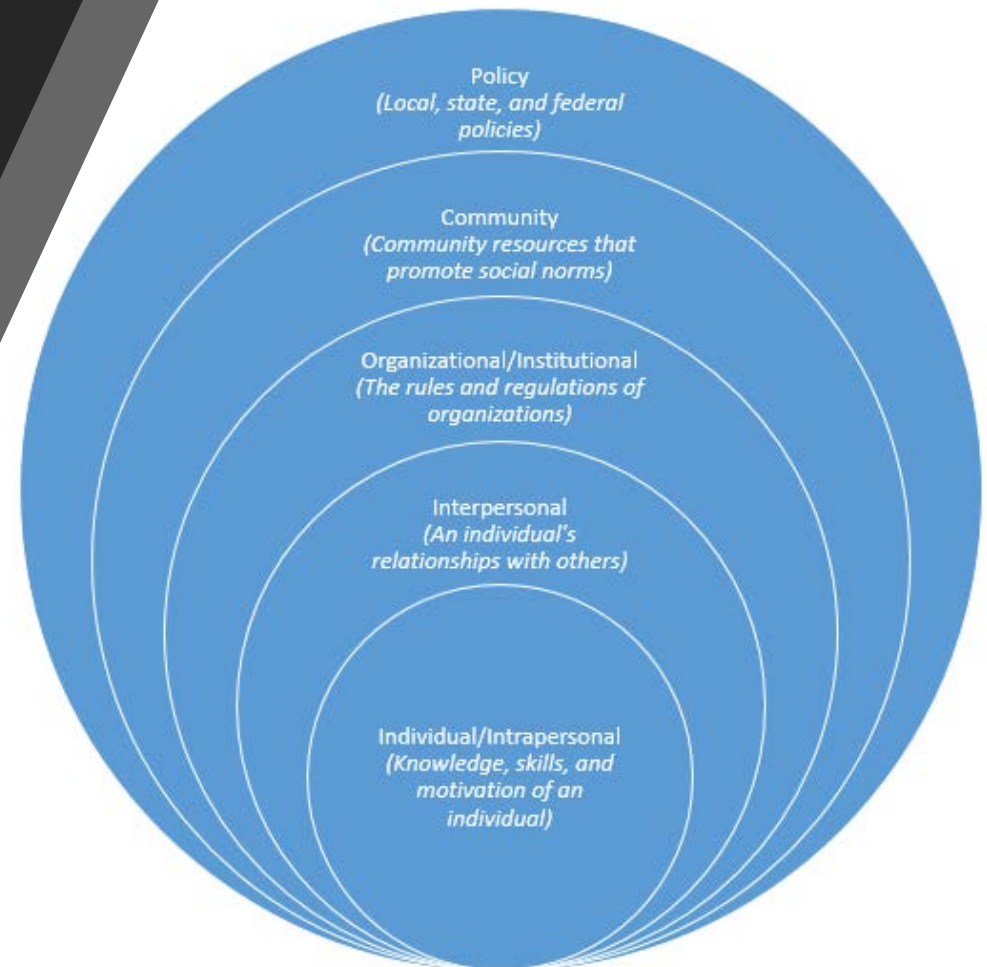 Policy
(Local, state, and federal
policies)
Community
(Community resources that
promote social norms)
Organizational/Institutional
(The rules and regulations of
organizations)
Interpersonal
(An individual's
relationships with others)
Individual/Intrapersonal
(Knowledge, skills, and
motivation of an
individual)